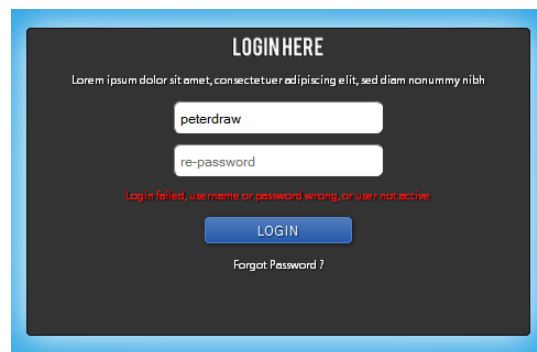 LOGIN HERE
Lorem ipsum dolor sit amet, consectetuer adipiscing elit, sed diam nonummy nibh
peterdraw
re-password
Login failed, username or password wrong, or user not active
LOGIN
Forgot Password ?